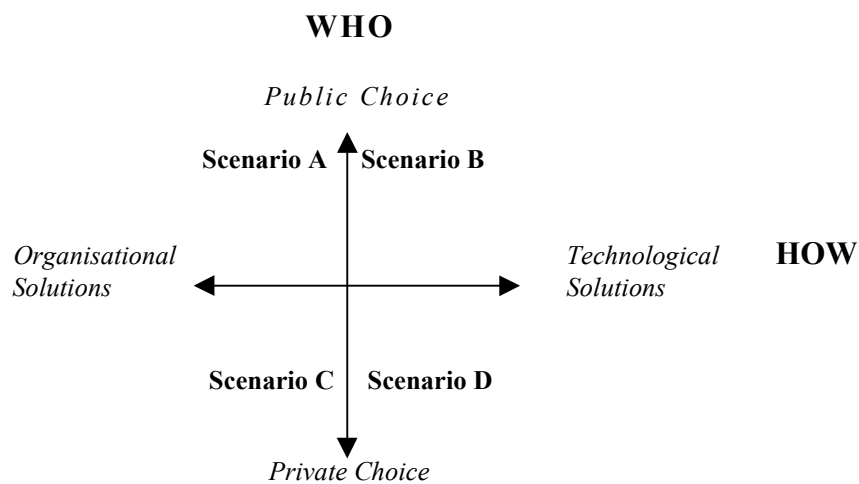 WHO
Public Choice
Scenario A Scenario B
Organisational
Solutions
Technological
Solutions
HOW
Scenario C Scenario D
Private Choice